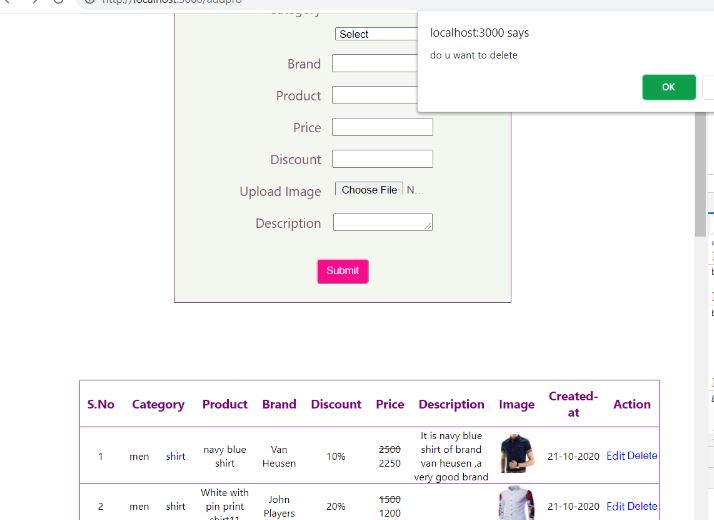 http://localhost:3000/addpro
Category
localhost:3000 says
do u want to delete
OK
Select
Brand
Product
Price
Discount
Upload Image Choose File N...
Description
Submit
S.No Category Product Brand Discount Price Description Image Created-at Action
1 men shirt navy blue shirt Van Heusen 10% 2500 2250 It is navy blue shirt of brand van heusen ,a very good brand 21-10-2020 Edit Delete
2 men shirt White with pin print shirt11 John Players 20% 1500 1200 21-10-2020 Edit Delete